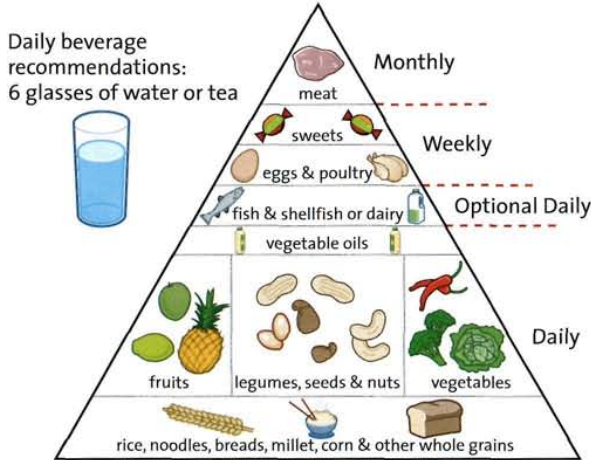 Daily beverage
recommendations:
6 glasses of water or tea
Monthly
meat
sweets
Weekly
eggs & poultry
fish & shellfish or dairy
Optional Daily
vegetable oils
Daily
fruits
legumes, seeds & nuts
vegetables
rice, noodles, breads, millet, corn & other whole grains